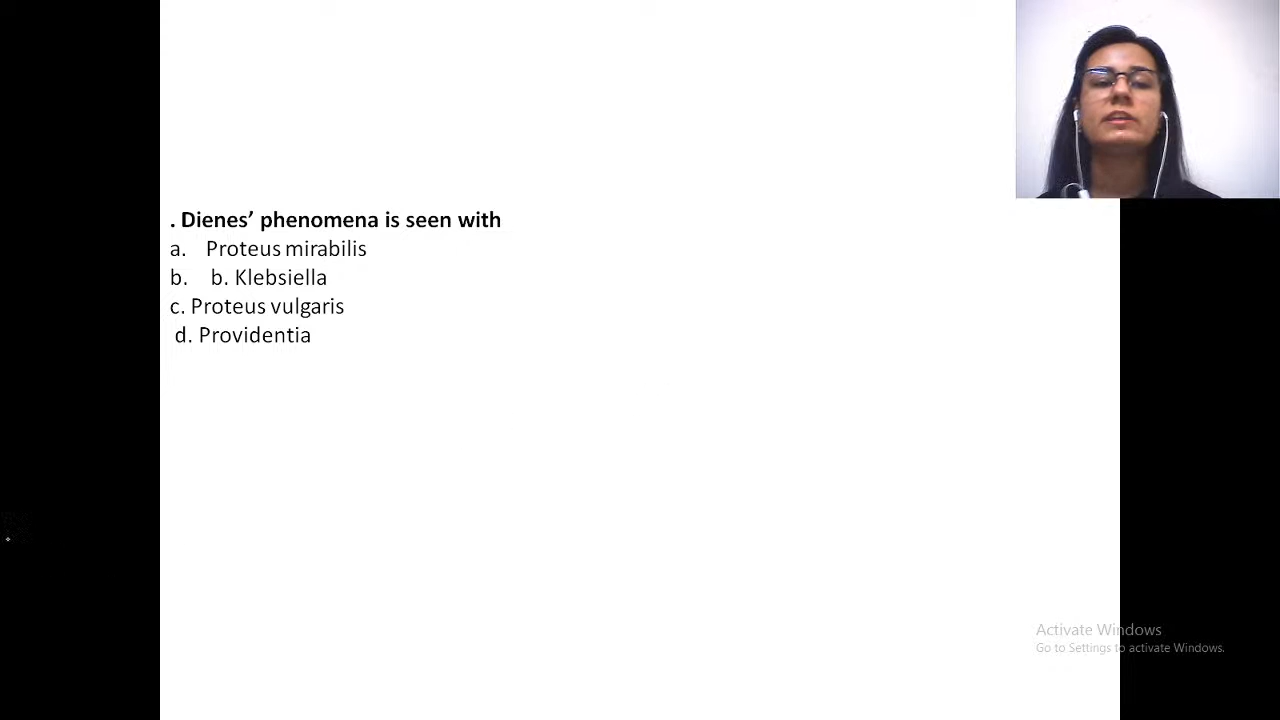 . Dienes’ phenomena is seen with
a. Proteus mirabilis
b. b. Klebsiella
c. Proteus vulgaris
d. Providentia
Activate Windows
Go to Settings to activate Windows.